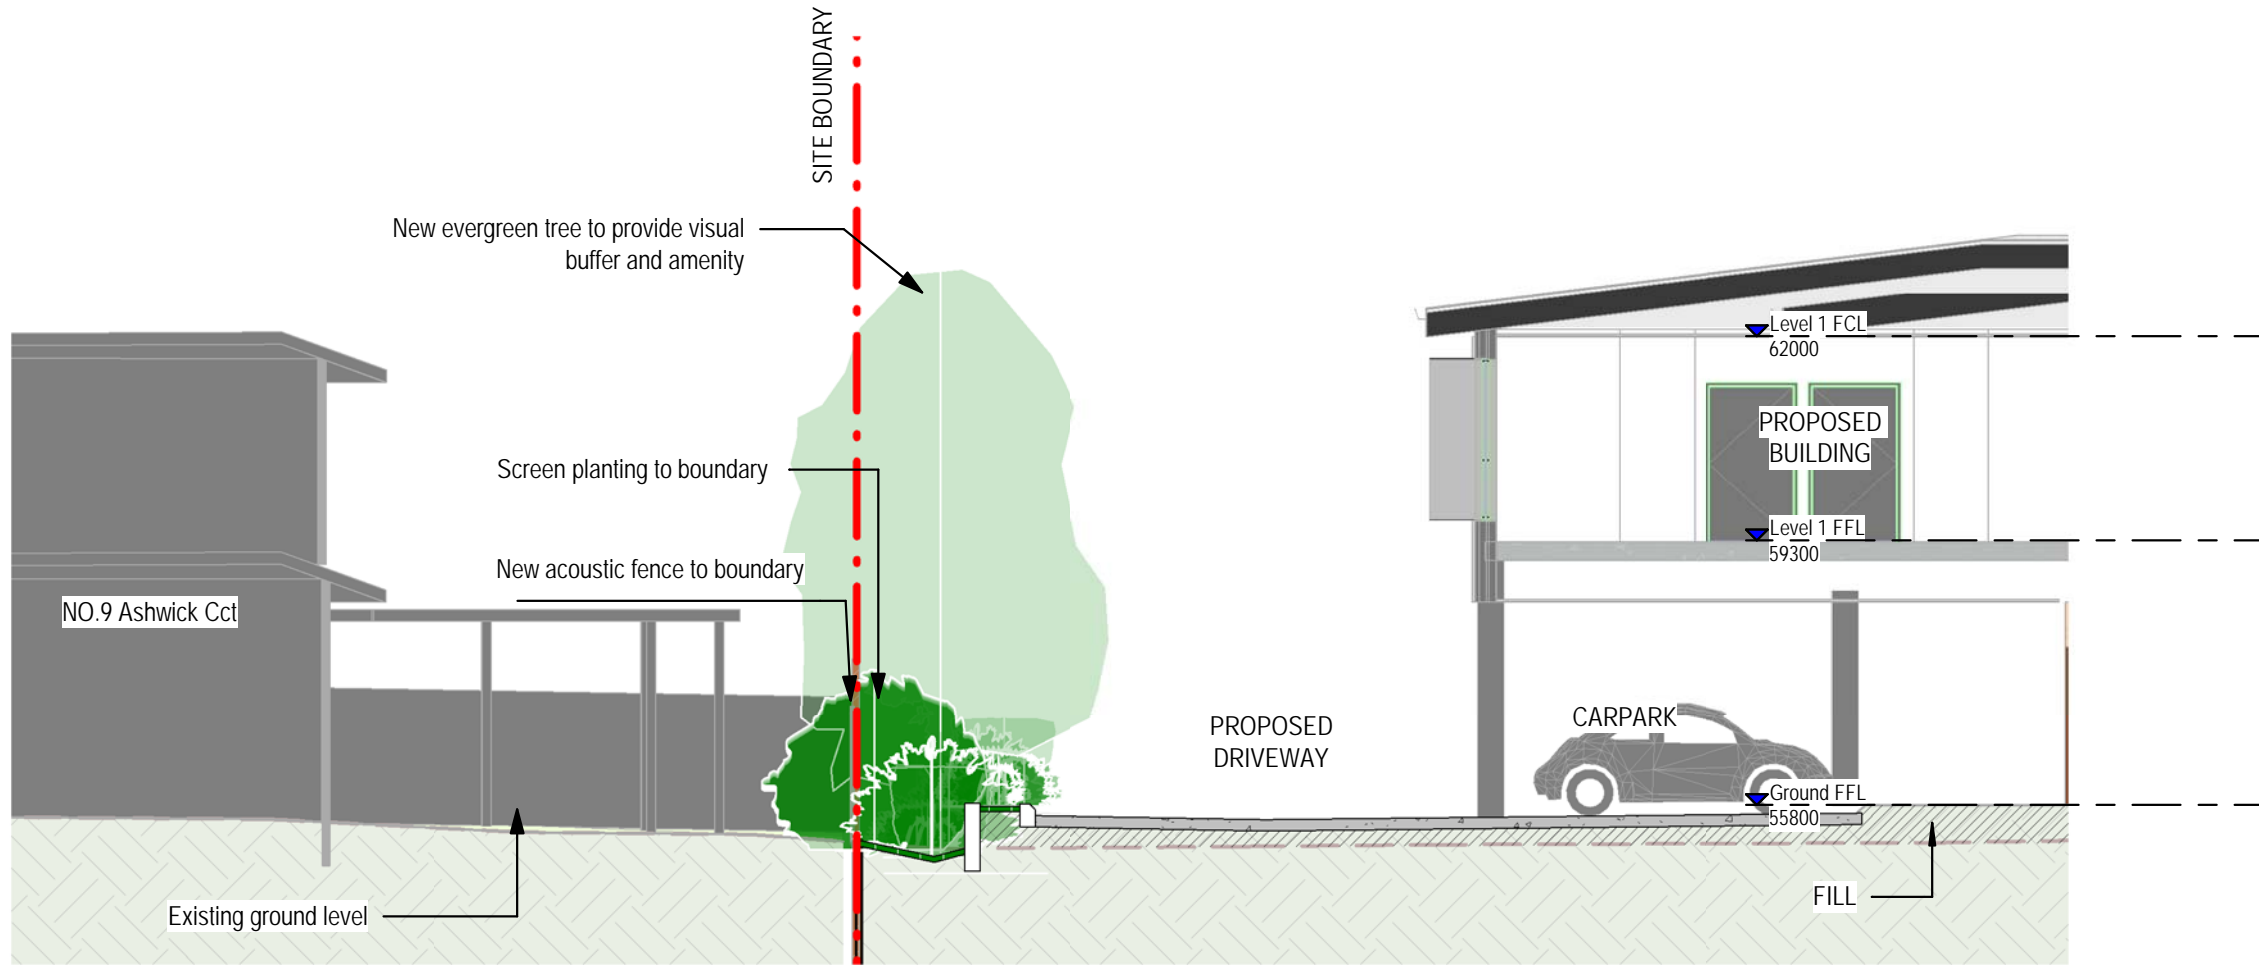 SITE BOUNDARY
New evergreen tree to provide visual
buffer and amenity
Screen planting to boundary
New acoustic fence to boundary
NO.9 Ashwick Cct
Existing ground level
PROPOSED
DRIVEWAY
CARPARK
Level 1 FCL
62000
PROPOSED
BUILDING
Level 1 FFL
59300
Ground FFL
55800
FILL